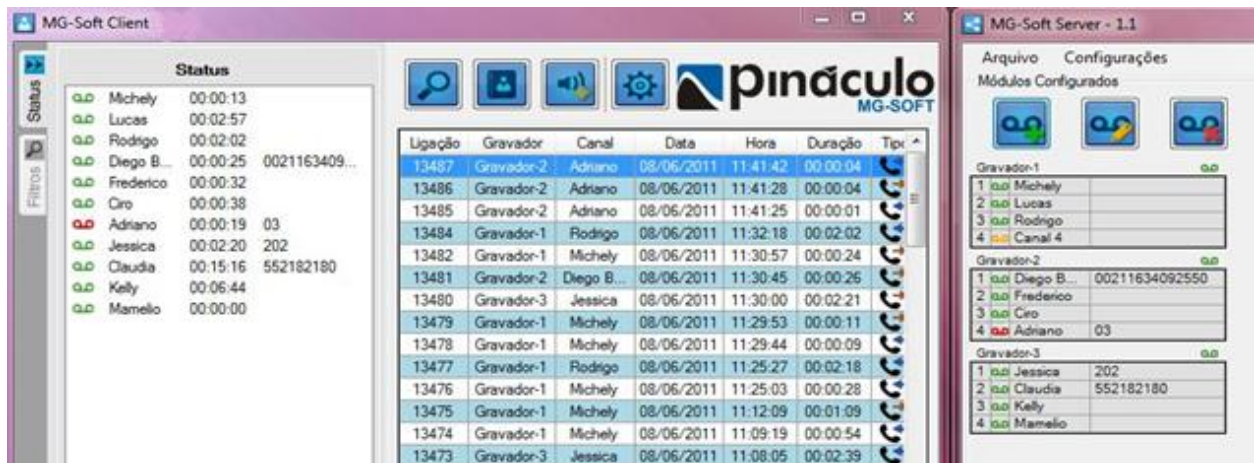 MG-Soft Client
Status
Filtros
Status
Michely 00:00:13
Lucas 00:02:57
Rodrigo 00:02:02
Diego B... 00:00:25 0021163409...
Frederico 00:00:32
Ciro 00:00:38
Adriano 00:00:19 03
Jessica 00:02:20 202
Claudia 00:15:16 552182180
Kelly 00:06:44
Mamelio 00:00:00
pináculo
MG-SOFT
Ligação Gravador Canal Data Hora Duração Tipo
13487 Gravador-2 Adriano 08/06/2011 11:41:42 00:00:04
13486 Gravador-2 Adriano 08/06/2011 11:41:28 00:00:04
13485 Gravador-2 Adriano 08/06/2011 11:41:25 00:00:01
13484 Gravador-1 Rodrigo 08/06/2011 11:32:18 00:02:02
13482 Gravador-1 Michely 08/06/2011 11:30:57 00:00:24
13481 Gravador-2 Diego B... 08/06/2011 11:30:45 00:00:26
13480 Gravador-3 Jessica 08/06/2011 11:30:00 00:02:21
13479 Gravador-1 Michely 08/06/2011 11:29:53 00:00:11
13478 Gravador-1 Michely 08/06/2011 11:29:44 00:00:09
13477 Gravador-1 Rodrigo 08/06/2011 11:25:27 00:02:18
13476 Gravador-1 Michely 08/06/2011 11:25:03 00:00:28
13475 Gravador-1 Michely 08/06/2011 11:12:09 00:01:09
13474 Gravador-1 Michely 08/06/2011 11:09:19 00:00:54
13473 Gravador-3 Jessica 08/06/2011 11:08:05 00:02:39
MG-Soft Server - 1.1
Arquivo Configurações
Módulos Configurados
Gravador-1
1 Michely
2 Lucas
3 Rodrigo
4 Canal 4
Gravador-2
1 Diego B... 00211634092550
2 Frederico
3 Ciro
4 Adriano 03
Gravador-3
1 Jessica 202
2 Claudia 552182180
3 Kelly
4 Mamelio